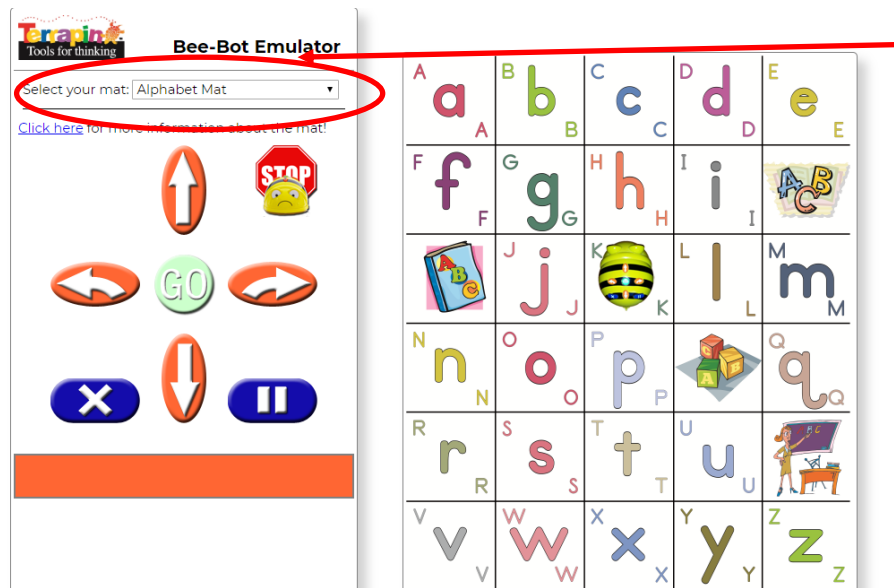 Terrapin
Tools for thinking
Bee-Bot Emulator
Select your mat: Alphabet Mat
Click here for more information about the mat!
STOP
GO
A a A
B b B
C c C
D d D
E e E
F f F
G g G
H h H
I i I
A B C
A B C
J j J
K K
L l L
M m M
N n N
O o O
P p P
C A B
Q q Q
R r R
S s S
T t T
U u U
B C
V v V
W w W
X x X
Y y Y
Z z Z